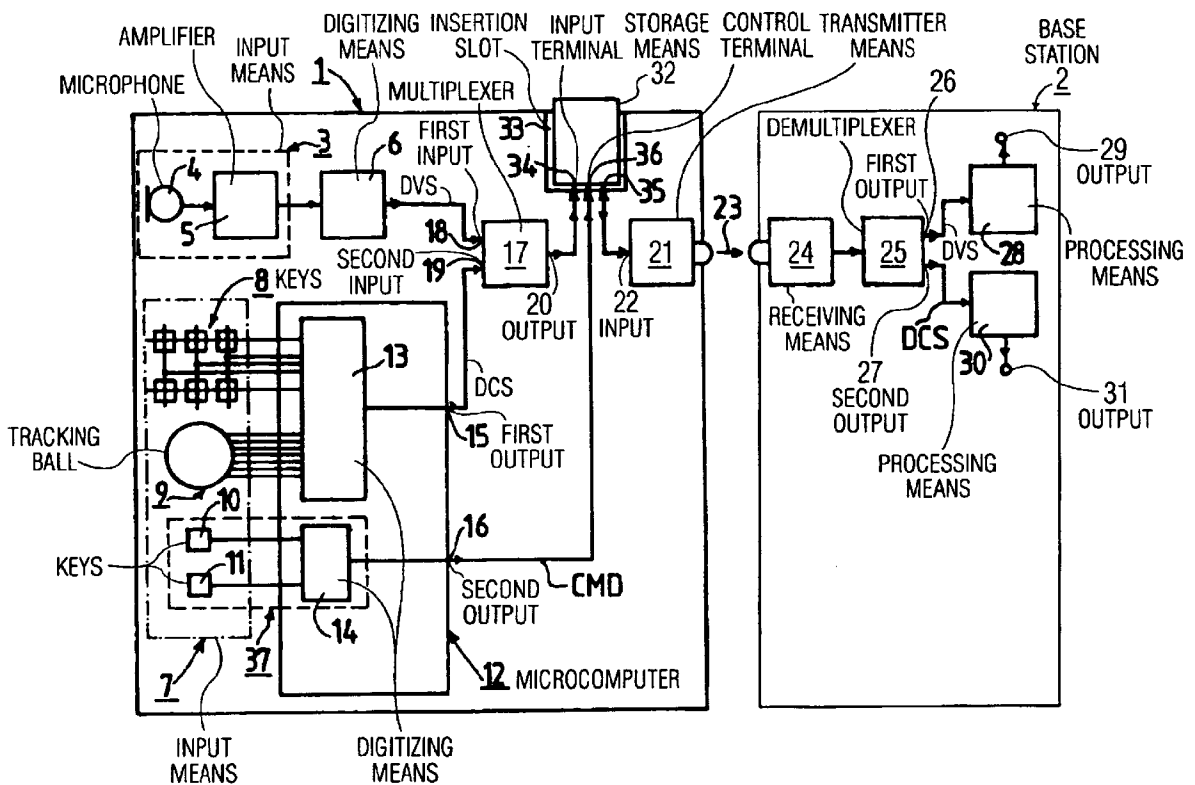 AMPLIFIER
MICROPHONE
INPUT MEANS
DIGITIZING MEANS
INSERTION SLOT
INPUT TERMINAL
STORAGE MEANS
CONTROL TERMINAL
TRANSMITTER MEANS
BASE STATION
1
MULTIPLEXER
32
26
2
3
4
5
6
DVS
FIRST INPUT
33
34
36
35
DEMULTIPLEXER
FIRST OUTPUT
29
OUTPUT
18
19
SECOND INPUT
17
20
OUTPUT
21
22
INPUT
23
24
25
DVS
28
PROCESSING MEANS
RECEIVING MEANS
27
SECOND OUTPUT
DCS
30
31
OUTPUT
PROCESSING MEANS
8 KEYS
13
DCS
15
FIRST OUTPUT
TRACKING BALL
9
10
KEYS
11
14
16
SECOND OUTPUT
CMD
7
37
12 MICROCOMPUTER
INPUT MEANS
DIGITIZING MEANS